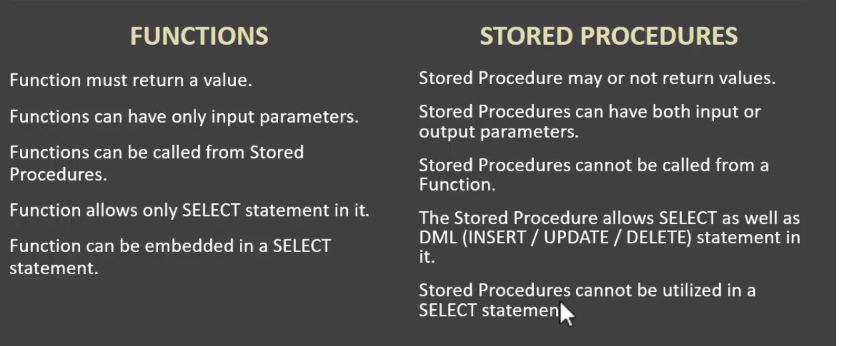 FUNCTIONS
Function must return a value.
Functions can have only input parameters.
Functions can be called from Stored
Procedures.
Function allows only SELECT statement in it.
Function can be embedded in a SELECT
statement.
STORED PROCEDURES
Stored Procedure may or not return values.
Stored Procedures can have both input or
output parameters.
Stored Procedures cannot be called from a
Function.
The Stored Procedure allows SELECT as well as
DML (INSERT / UPDATE / DELETE) statement in
it.
Stored Procedures cannot be utilized in a
SELECT statemen